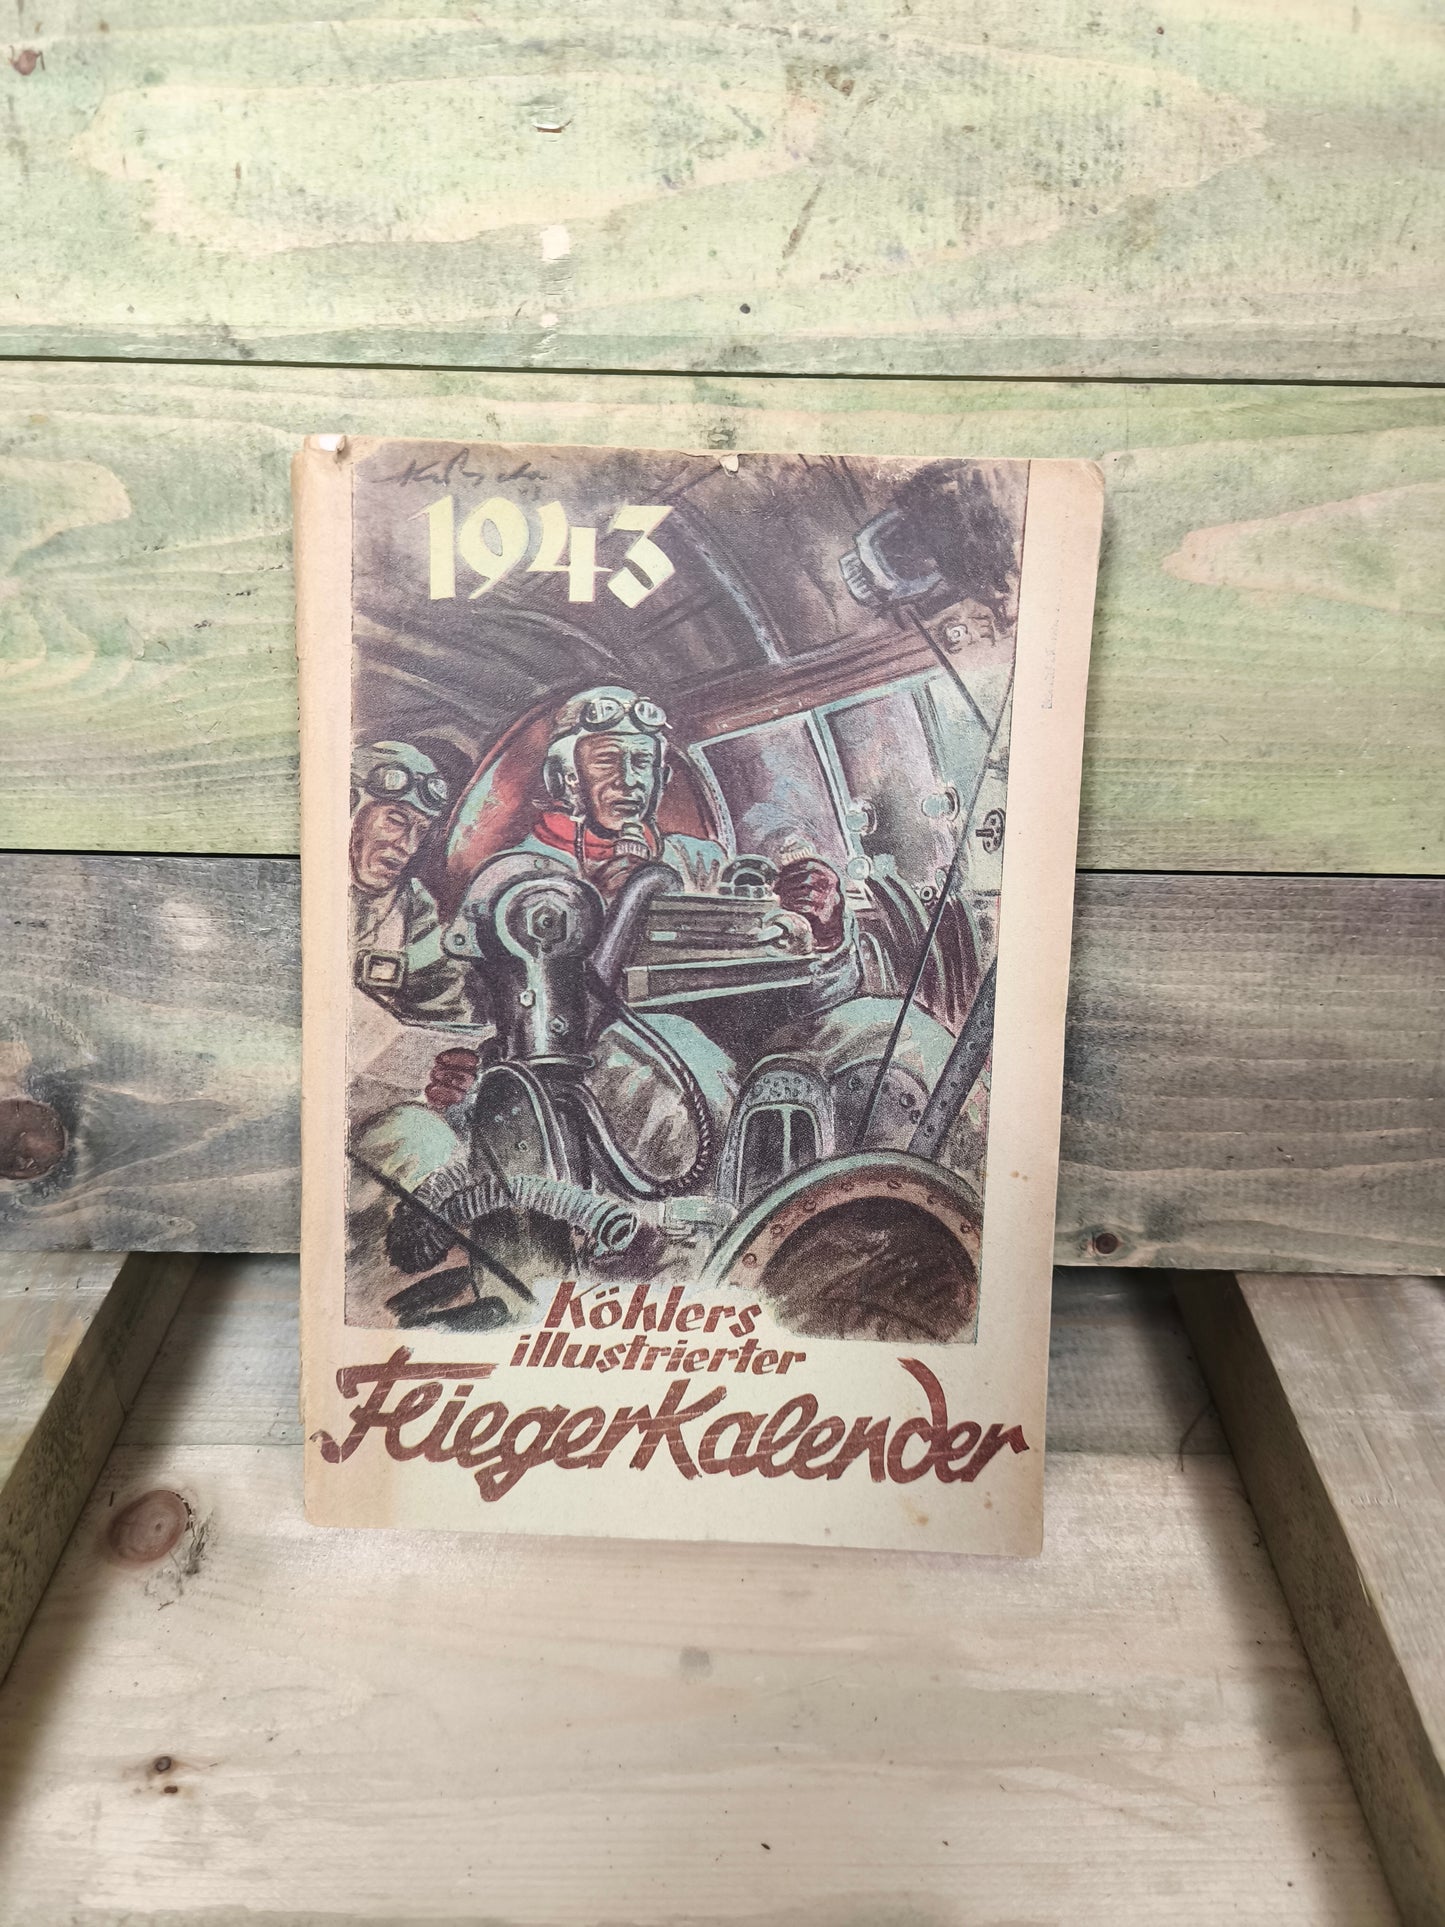 1943
Köhlers
illustrierter
Fliegerkalender